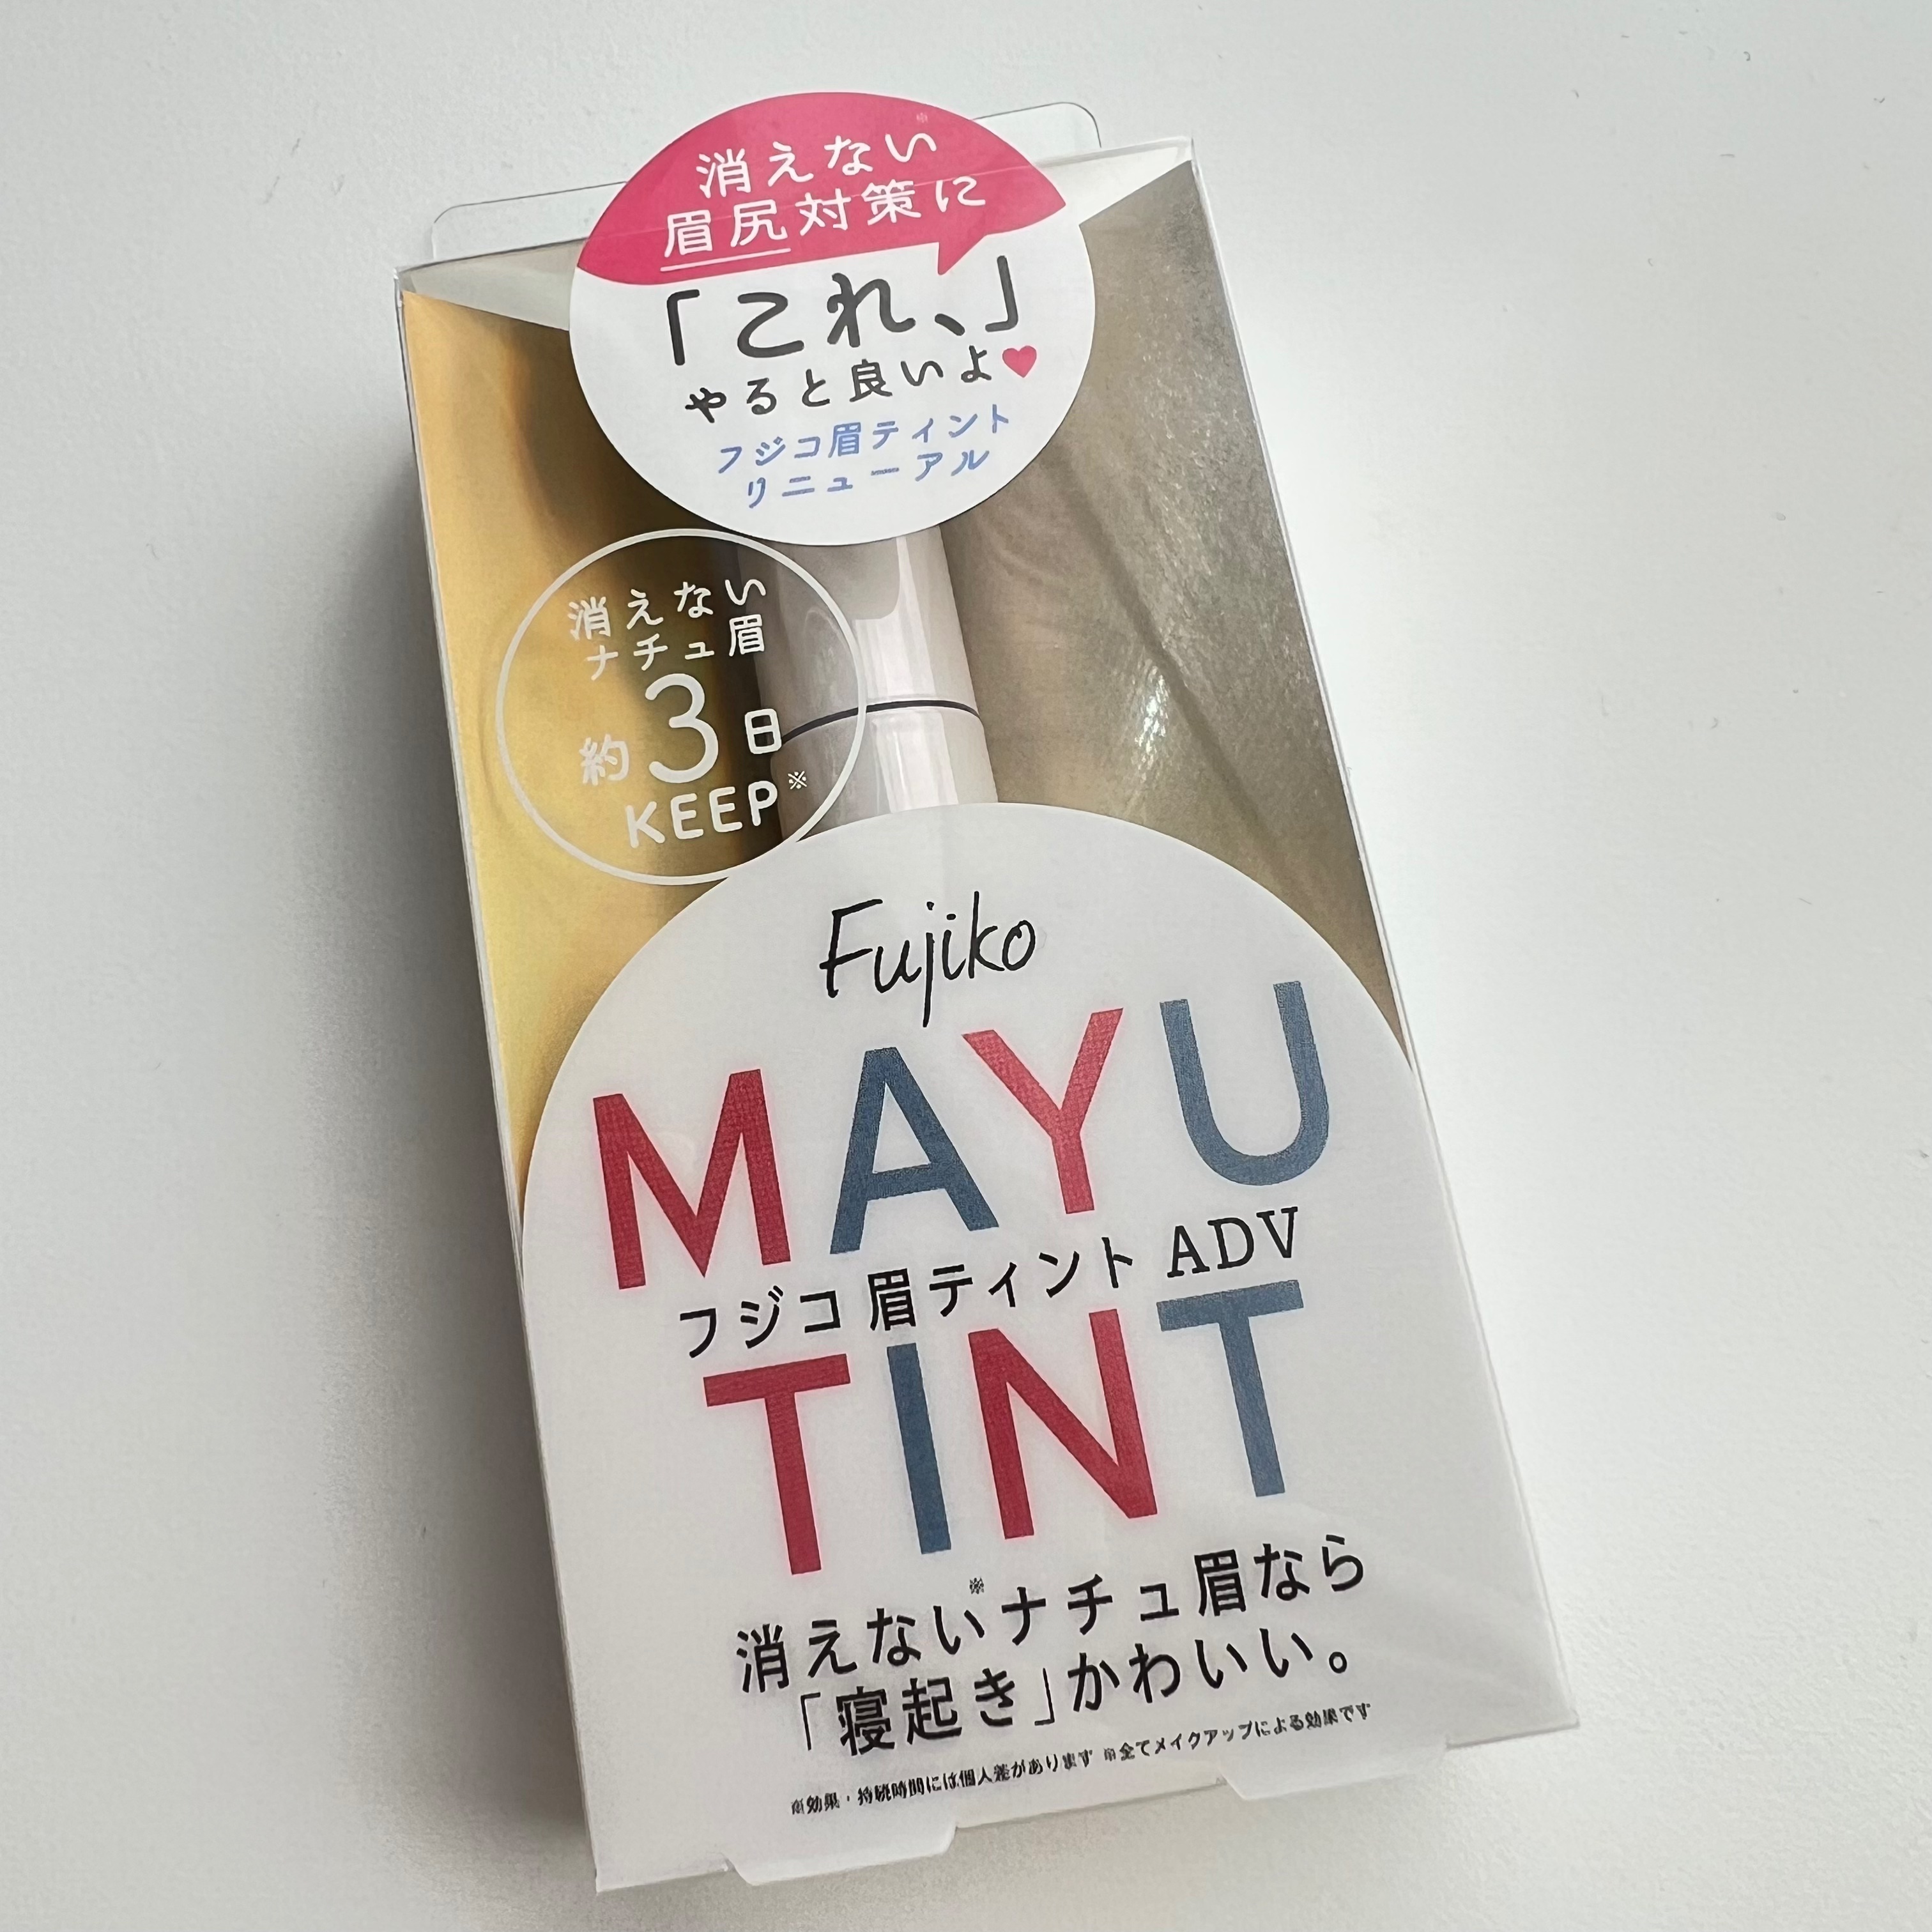 消えない※
眉尻対策に
「これ、」
やると良いよ♥
フジコ眉ティント
リニューアル
消えない
ナチュ眉
約3日
KEEP※
Fujiko
MAYU
フジコ 眉ティント ADV
TINT
消えない※ナチュ眉なら
「寝起き」かわいい。
※効果・持続時間には個人差があります ※全てメイクアップによる効果です